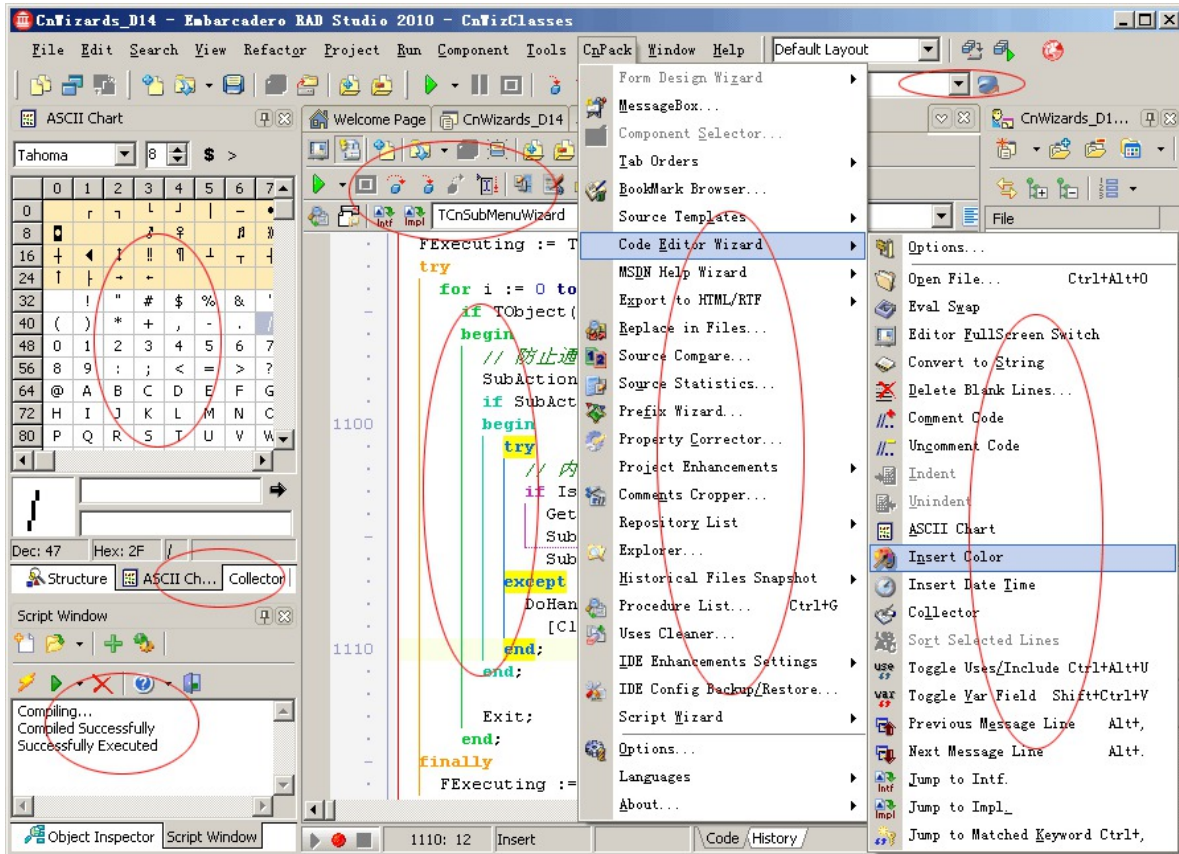 CnWizards_D14 - Embarcadero RAD Studio 2010 - CnWizClasses
File Edit Search View Refactor Project Run Component Tools CnPack Window Help Default Layout
ASCII Chart
Tahoma 8 $ >
0 1 2 3 4 5 6 7
0
8
16
24
32 ! " # $ % & '
40 ( ) * + , - . /
48 0 1 2 3 4 5 6 7
56 8 9 : ; < = > ?
64 @ A B C D E F G
72 H I J K L M N O
80 P Q R S T U V W
/
Dec: 47 Hex: 2F /
Structure ASCII Ch... Collector
Script Window
Compiling...
Compiled Successfully
Successfully Executed
Object Inspector Script Window
Welcome Page CnWizards_D14
Intf Impl TCnSubMenuWizard
FExecuting := T
try
for i := 0 to
if TObject(
begin
// 防止通
SubAction
if SubAct
1100 begin
try
// 内
if Is
Get
Sub
Sub
except
DoHan
[Cl
1110 end;
end;
Exit;
end;
finally
FExecuting :=
1110: 12 Insert Code History
Form Design Wizard
MessageBox...
Component Selector...
Tab Orders
BookMark Browser...
Source Templates
Code Editor Wizard
MSDN Help Wizard
Export to HTML/RTF
Replace in Files...
Source Compare...
Source Statistics...
Prefix Wizard...
Property Corrector...
Project Enhancements
Comments Cropper...
Repository List
Explorer...
Historical Files Snapshot
Procedure List... Ctrl+G
Uses Cleaner...
IDE Enhancements Settings
IDE Config Backup/Restore...
Script Wizard
Options...
Languages
About...
CnWizards_D1...
File
Options...
Open File... Ctrl+Alt+O
Eval Swap
Editor FullScreen Switch
Convert to String
Delete Blank Lines...
Comment Code
Uncomment Code
Indent
Unindent
ASCII Chart
Insert Color
Insert Date Time
Collector
Sort Selected Lines
Toggle Uses/Include Ctrl+Alt+U
Toggle Var Field Shift+Ctrl+V
Previous Message Line Alt+,
Next Message Line Alt+.
Jump to Intf.
Jump to Impl_
Jump to Matched Keyword Ctrl+,